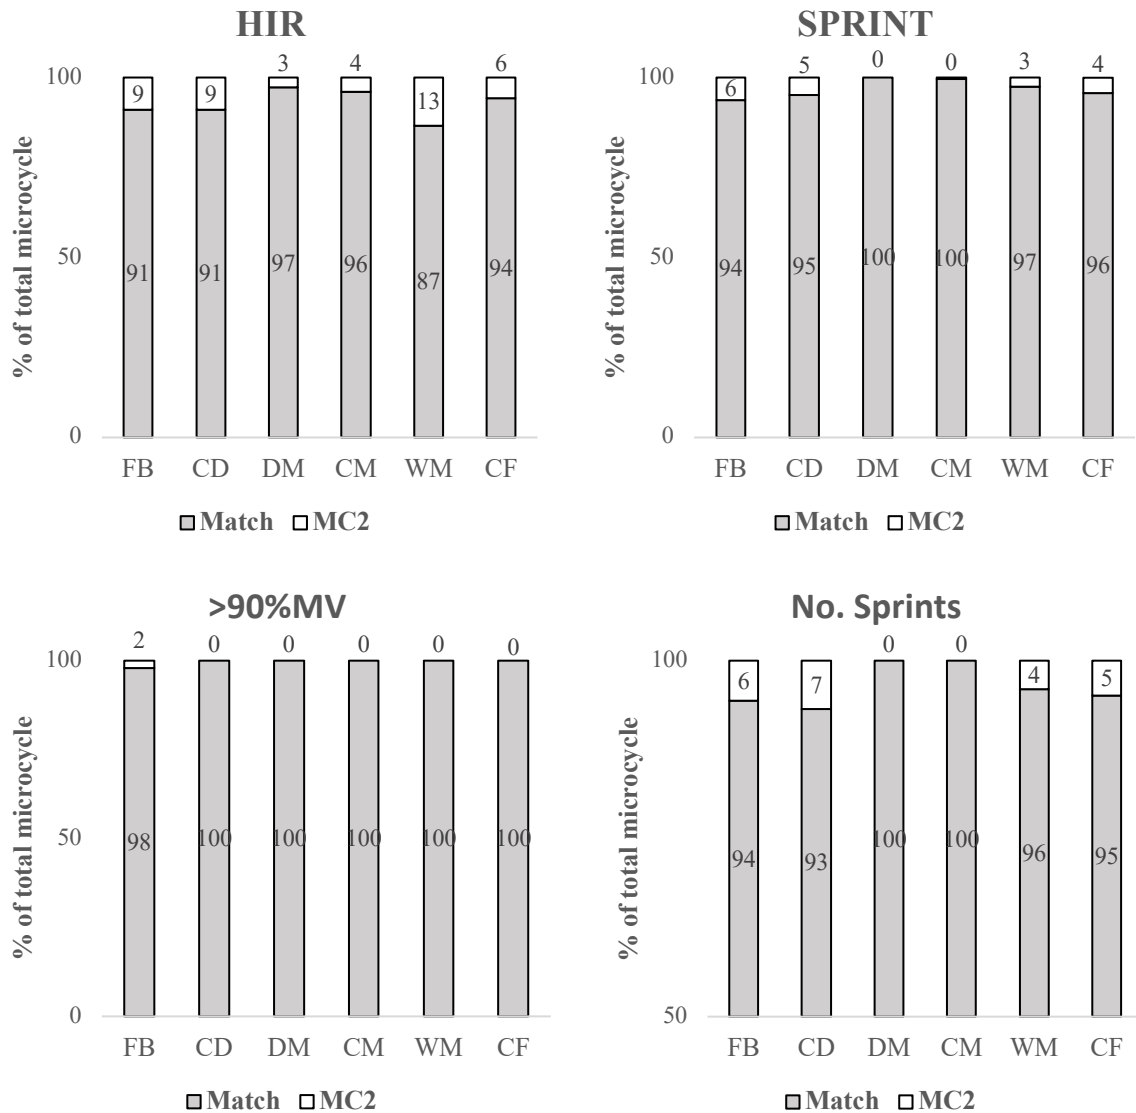 HIR
3 4 6
100
9 9 13
% of total microcycle
50
91 91 97 96 87 94
0
FB CD DM CM WM CF
Match MC2
SPRINT
5 0 0 3 4
100
6
% of total microcycle
50
94 95 100 100 97 96
0
FB CD DM CM WM CF
Match MC2
>90%MV
2 0 0 0 0 0
100
% of total microcycle
50
98 100 100 100 100 100
0
FB CD DM CM WM CF
Match MC2
No. Sprints
0 0
100
6 7 4 5
% of total microcycle
94 93 100 100 96 95
50
FB CD DM CM WM CF
Match MC2